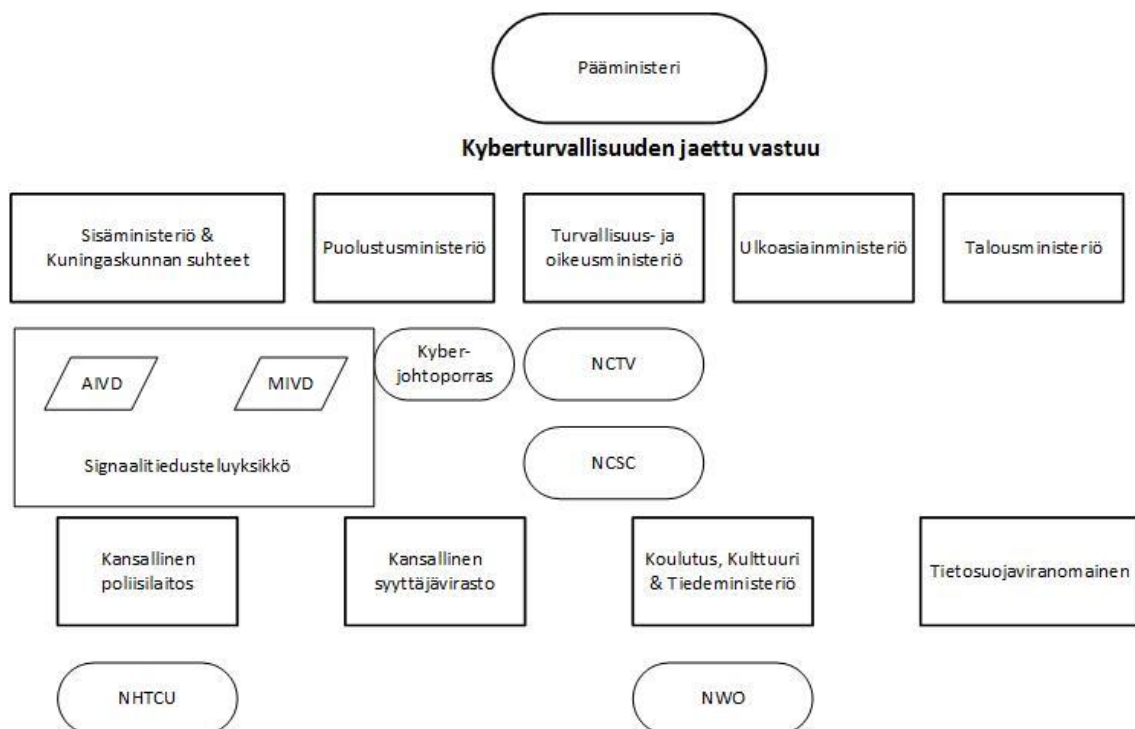 Pääministeri
Kyberturvallisuuden jaettu vastuu
Sisäministeriö &
Kuningaskunnan suhteet
Puolustusministeriö
Turvallisuus- ja
oikeusministeriö
Ulkoasiainministeriö
Talousministeriö
AIVD
MIVD
Signaalitiedusteluyksikkö
Kyber-
johtoporras
NCTV
NCSC
Kansallinen
poliisilaitos
Kansallinen
syyttäjävirasto
Koulutus, Kulttuuri
& Tiedeministeriö
Tietosuojaviranomainen
NHTCU
NWO